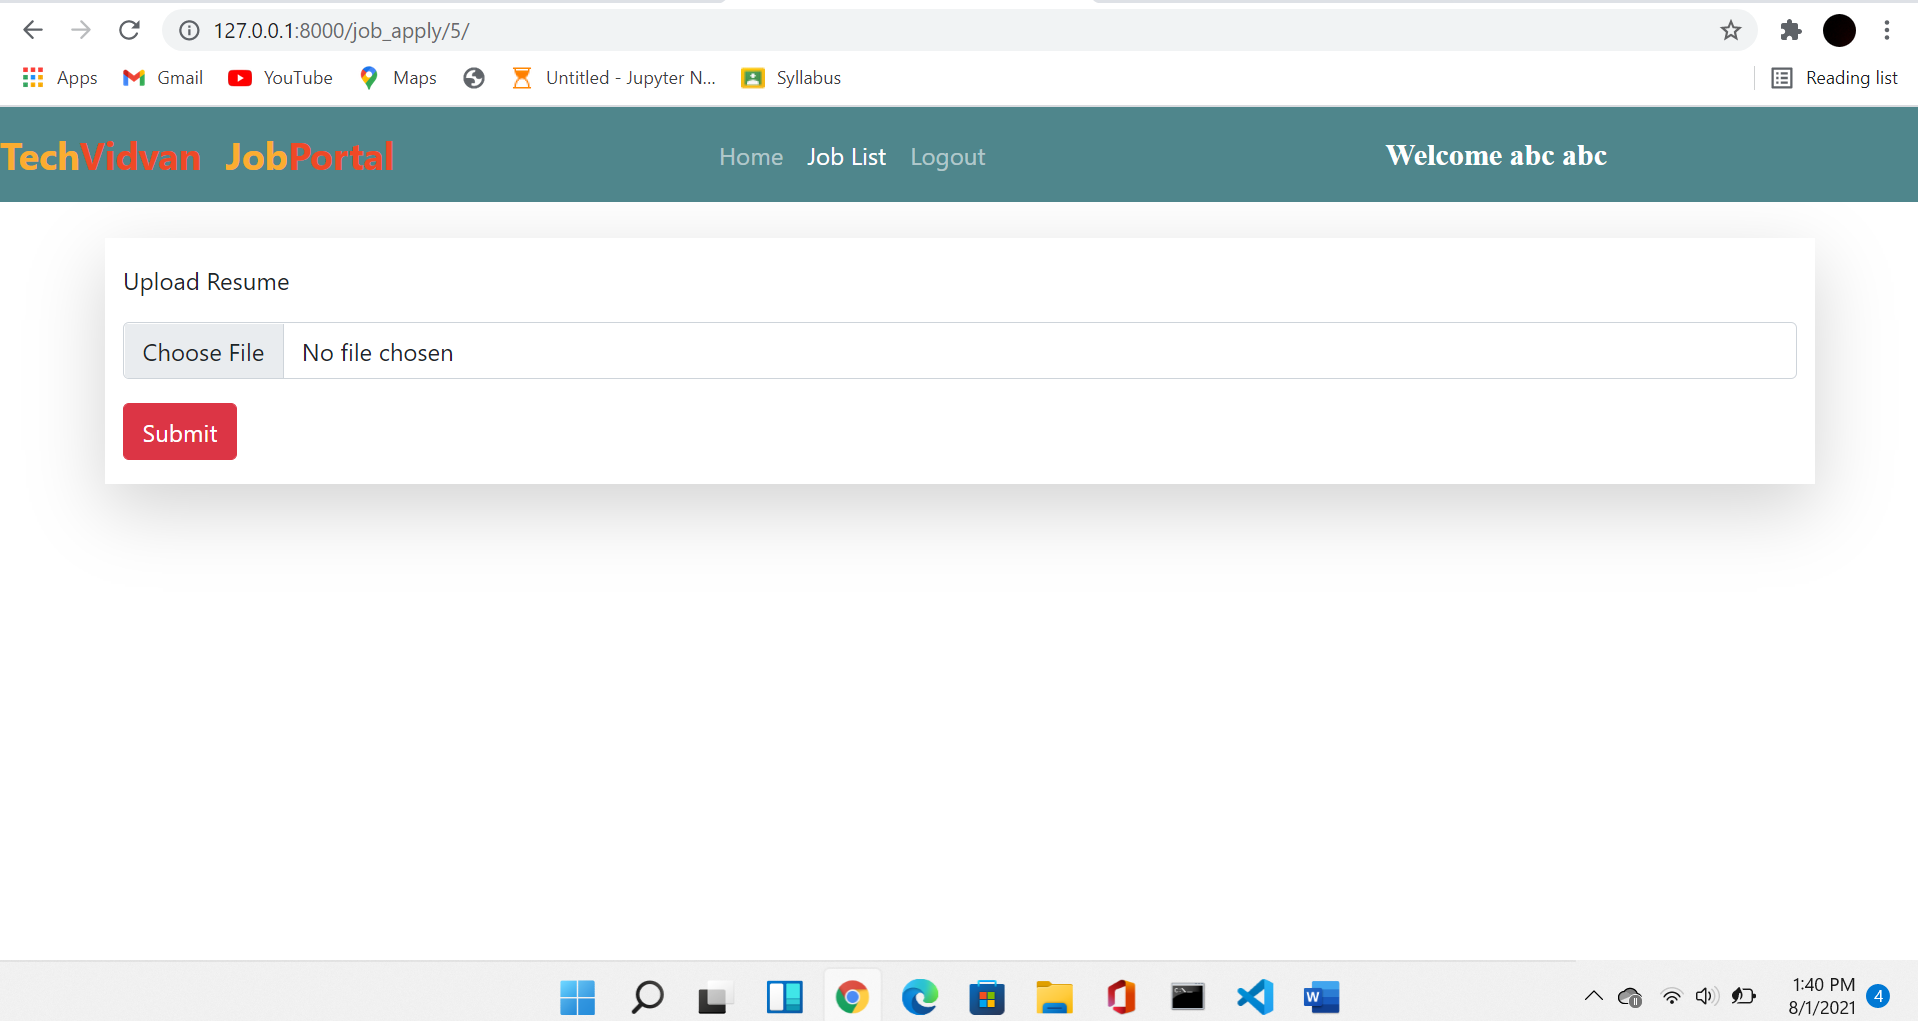 127.0.0.1:8000/job_apply/5/
Apps Gmail YouTube Maps Untitled - Jupyter N... Syllabus Reading list
TechVidvan JobPortal Home Job List Logout Welcome abc abc
Upload Resume
Choose File No file chosen
Submit
1:40 PM
8/1/2021 4